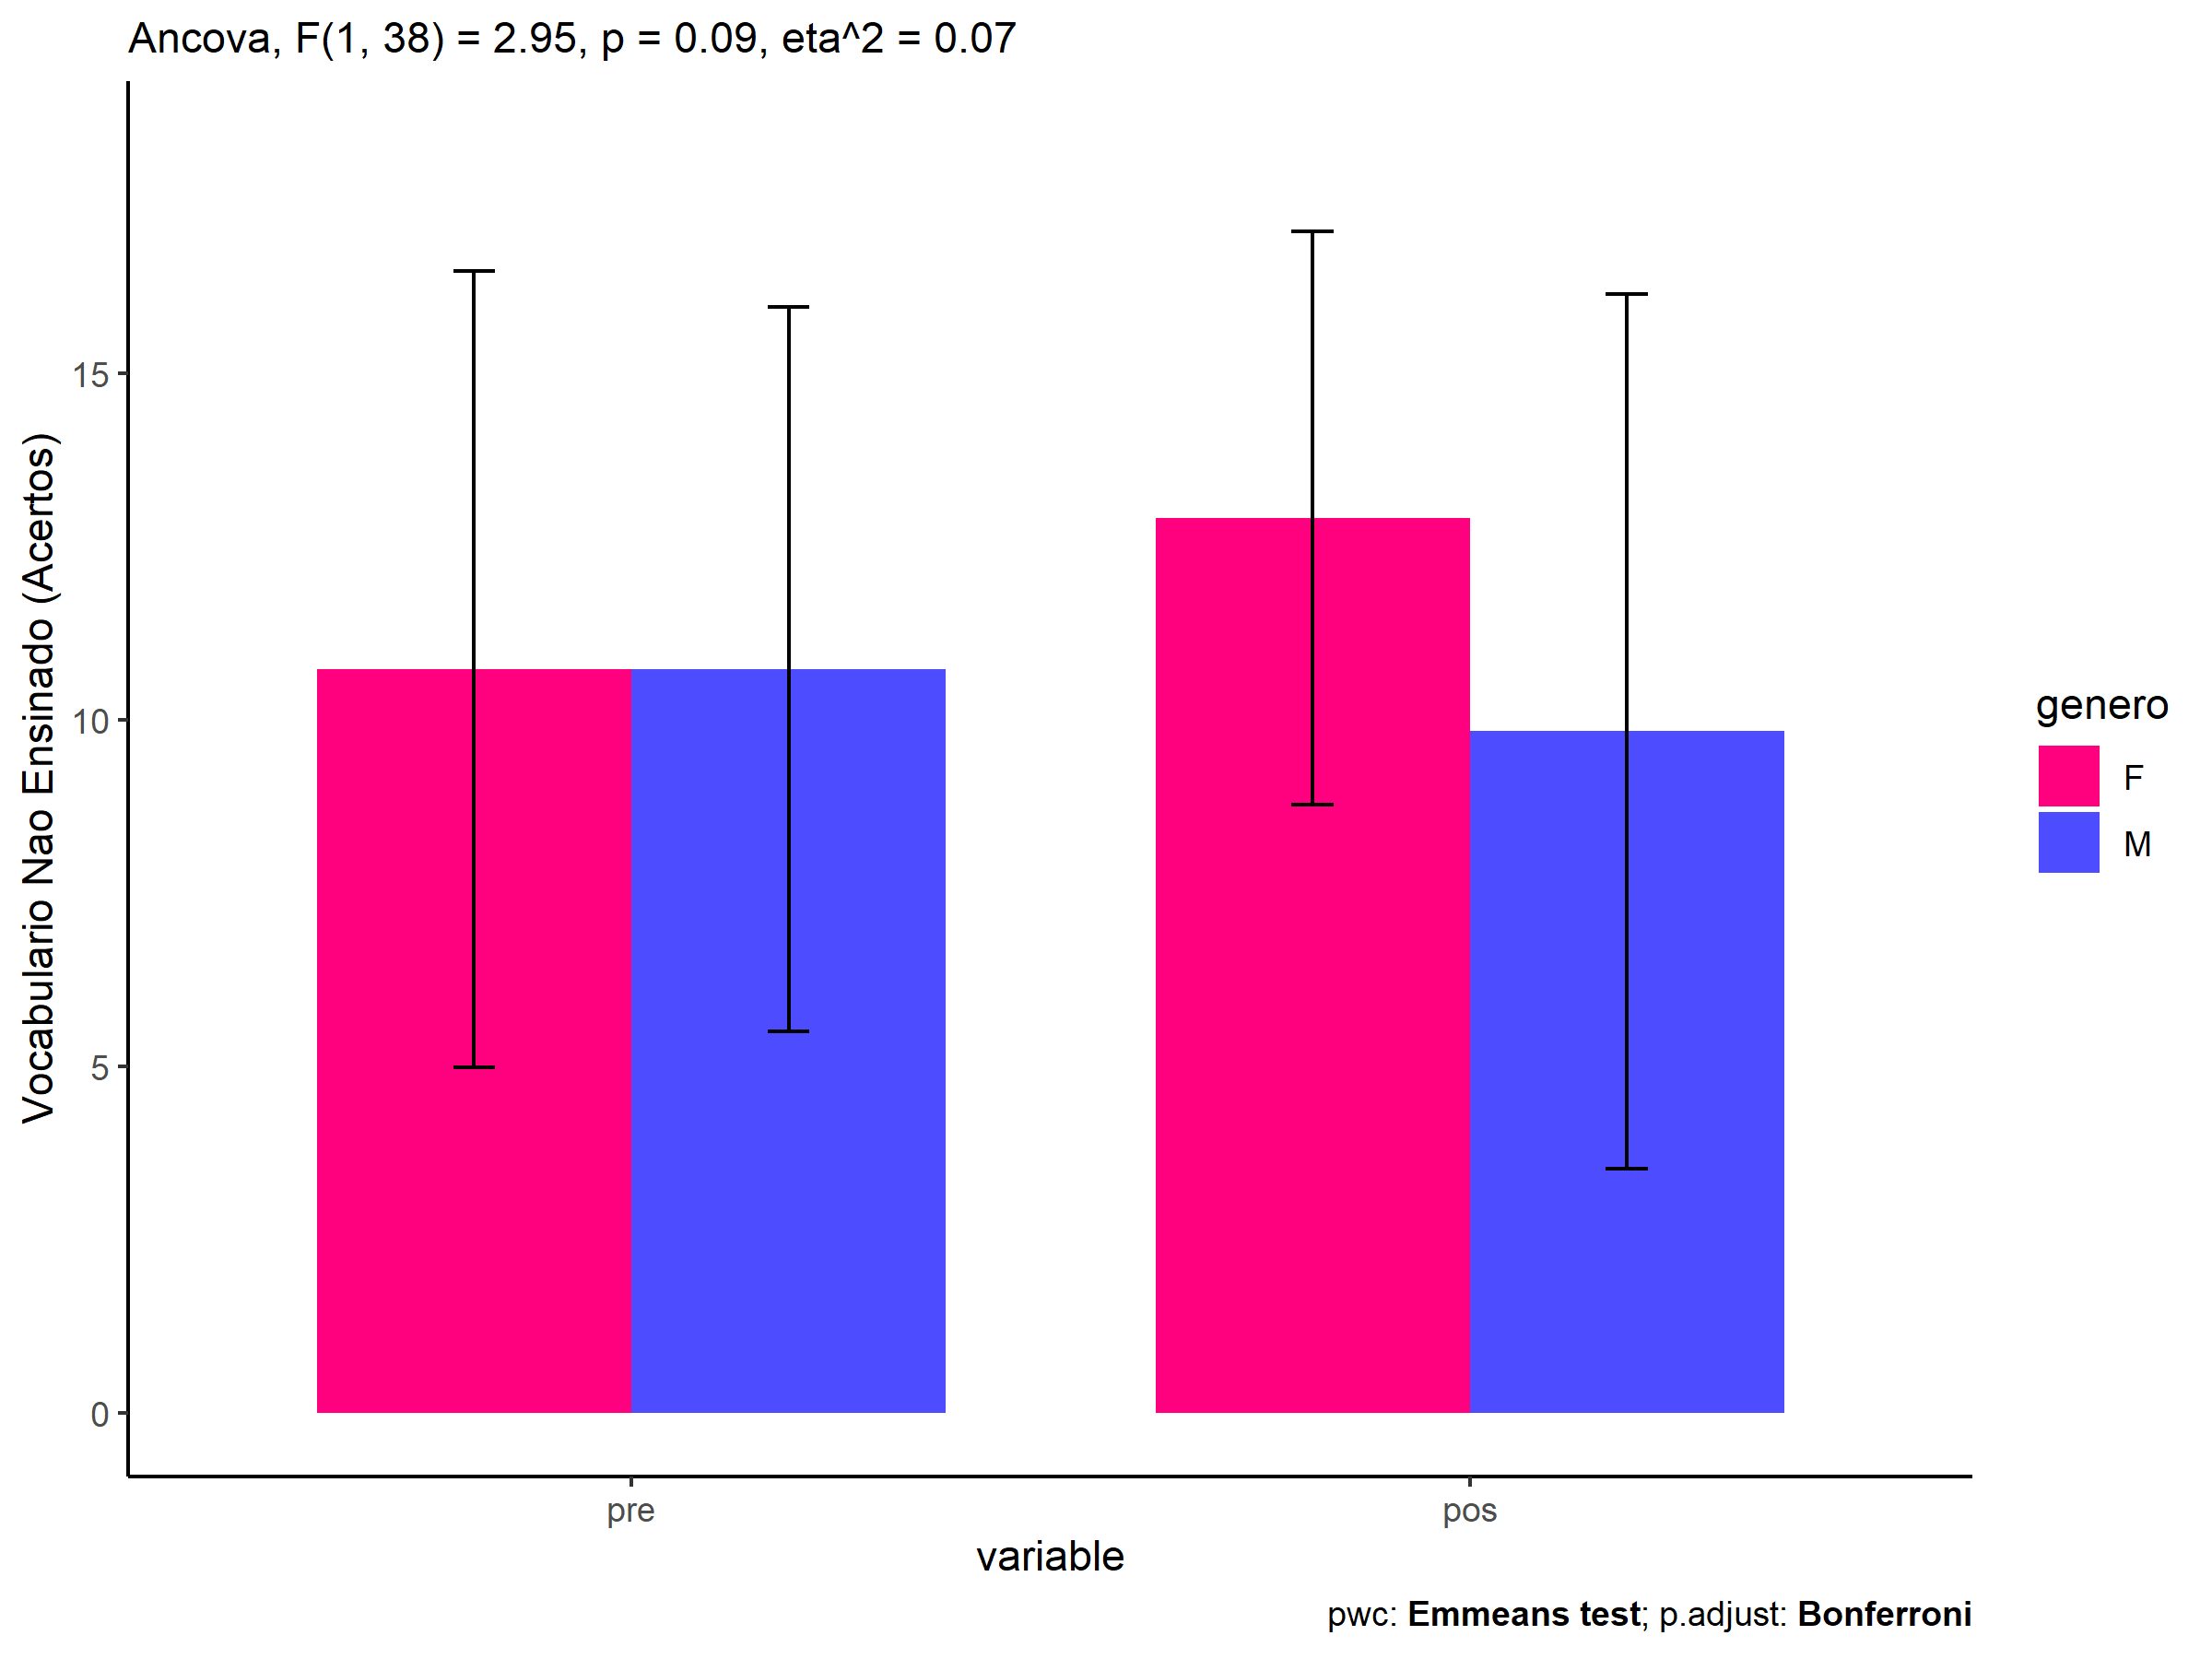 Ancova, F(1, 38) = 2.95, p = 0.09, eta^2 = 0.07
Vocabulario Nao Ensinado (Acertos)
15
10
5
0
pre
pos
variable
genero
F
M
pwc: Emmeans test; p.adjust: Bonferroni